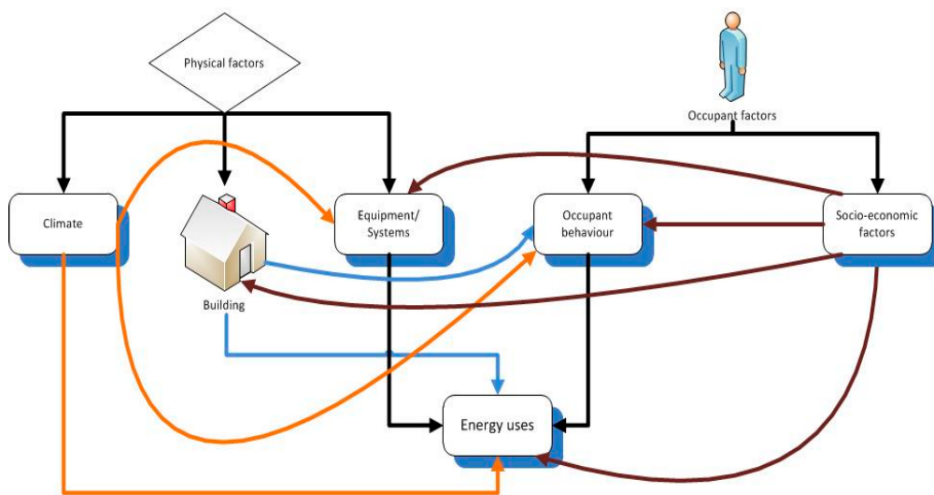 Physical factors
Occupant factors
Climate
Equipment/
Systems
Occupant
behaviour
Socio-economic
factors
Building
Energy uses